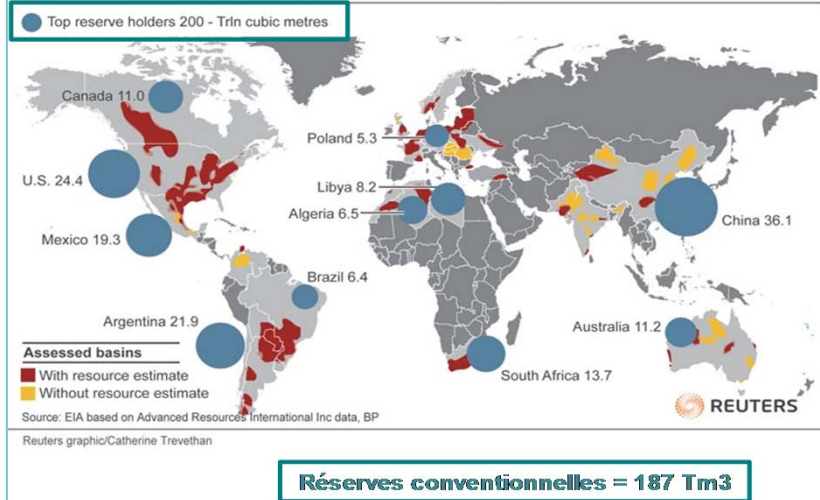 Top reserve holders 200 - Trln cubic metres
Canada 11.0
Poland 5.3
U.S. 24.4
Libya 8.2
Algeria 6.5
China 36.1
Mexico 19.3
Brazil 6.4
Argentina 21.9
Australia 11.2
South Africa 13.7
Assessed basins
With resource estimate
Without resource estimate
Source: EIA based on Advanced Resources International Inc data, BP
REUTERS
Reuters graphic/Catherine Trevethan
Réserves conventionnelles = 187 Tm3